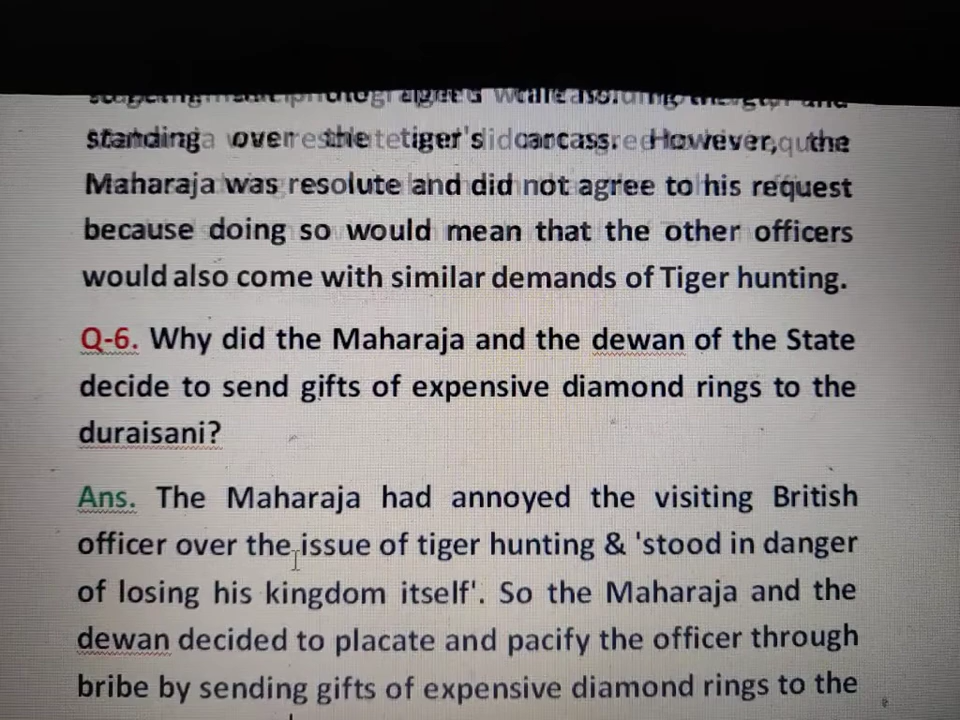 standing over the tiger's carcass. However, the
Maharaja was resolute and did not agree to his request
because doing so would mean that the other officers
would also come with similar demands of Tiger hunting.
Q-6. Why did the Maharaja and the dewan of the State
decide to send gifts of expensive diamond rings to the
duraisani?
Ans. The Maharaja had annoyed the visiting British
officer over the issue of tiger hunting & 'stood in danger
of losing his kingdom itself'. So the Maharaja and the
dewan decided to placate and pacify the officer through
bribe by sending gifts of expensive diamond rings to the